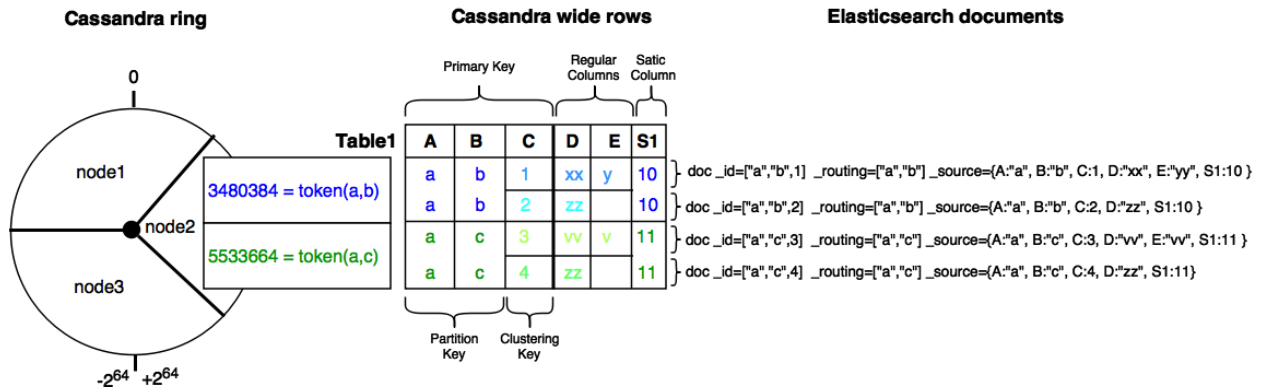 Cassandra ring
Cassandra wide rows
Elasticsearch documents
Primary Key
Regular
Columns
Satic
Column
0
Table1
A B C D E S1
node1
node2
node3
3480384 = token(a,b)
5533664 = token(a,c)
a b 1 xx y 10
a b 2 zz 10
a c 3 vv v 11
a c 4 zz 11
doc _id=["a","b",1] _routing=["a","b"] _source={A:"a", B:"b", C:1, D:"xx", E:"yy", S1:10 }
doc _id=["a","b",2] _routing=["a","b"] _source={A:"a", B:"b", C:2, D:"zz", S1:10 }
doc _id=["a","c",3] _routing=["a","c"] _source={A:"a", B:"c", C:3, D:"vv", E:"vv", S1:11 }
doc _id=["a","c",4] _routing=["a","c"] _source={A:"a", B:"c", C:4, D:"zz", S1:11}
Partition
Key
Clustering
Key
-2^64 +2^64